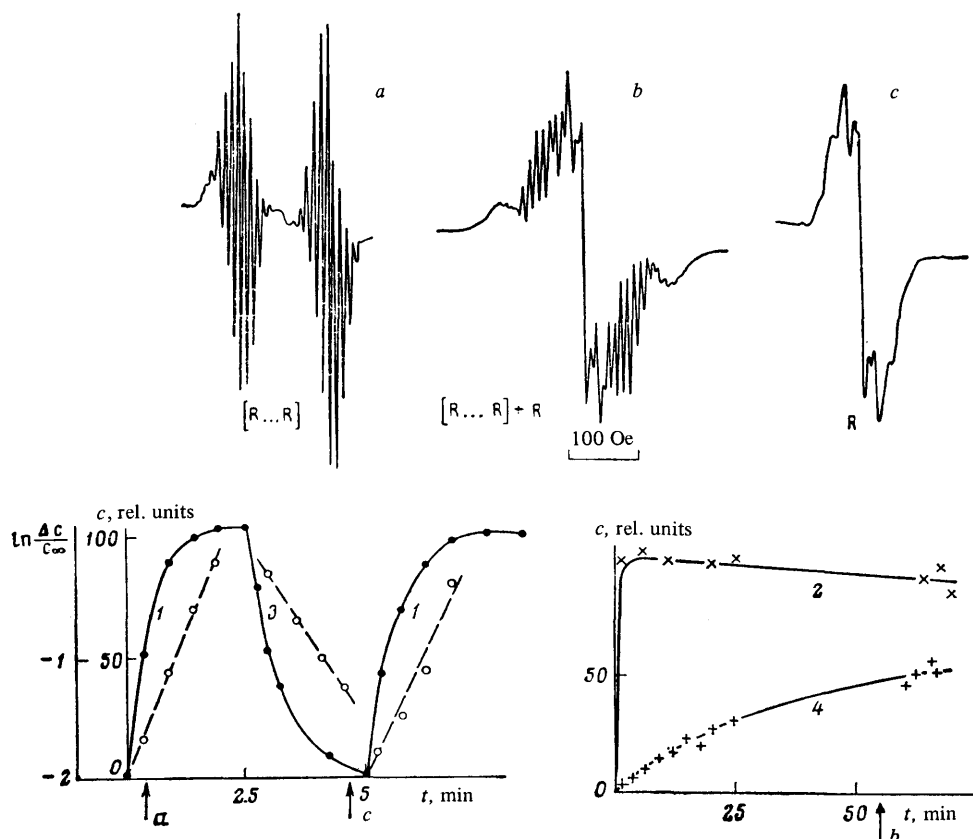 a
b
c
[R...R]
[R...R] + R
R
100 Oe
c, rel. units
ln Δc/c∞
100
-1
50
-2
0
1
3
1
2.5
5
t, min
a
c
c, rel. units
2
50
4
0
25
50
t, min
b